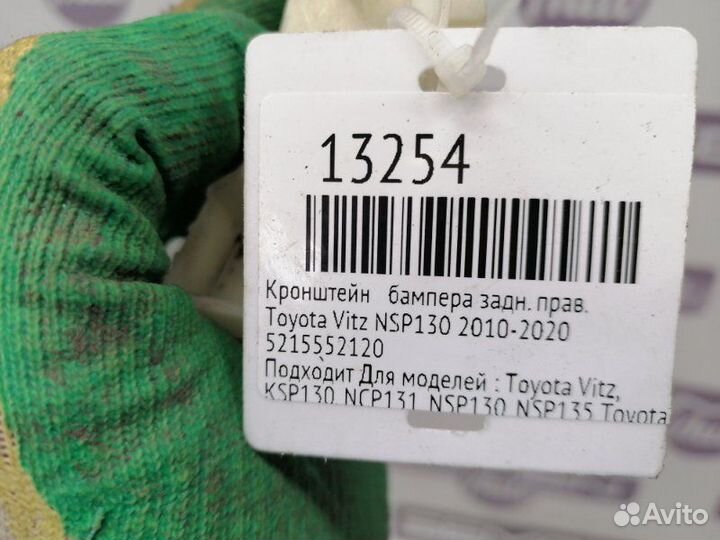 13254
Кронштейн бампера задн. прав.
Toyota Vitz NSP130 2010-2020
5215552120
Подходит Для моделей : Toyota Vitz,
KSP130, NCP131, NSP130, NSP135 Toyota
Avito